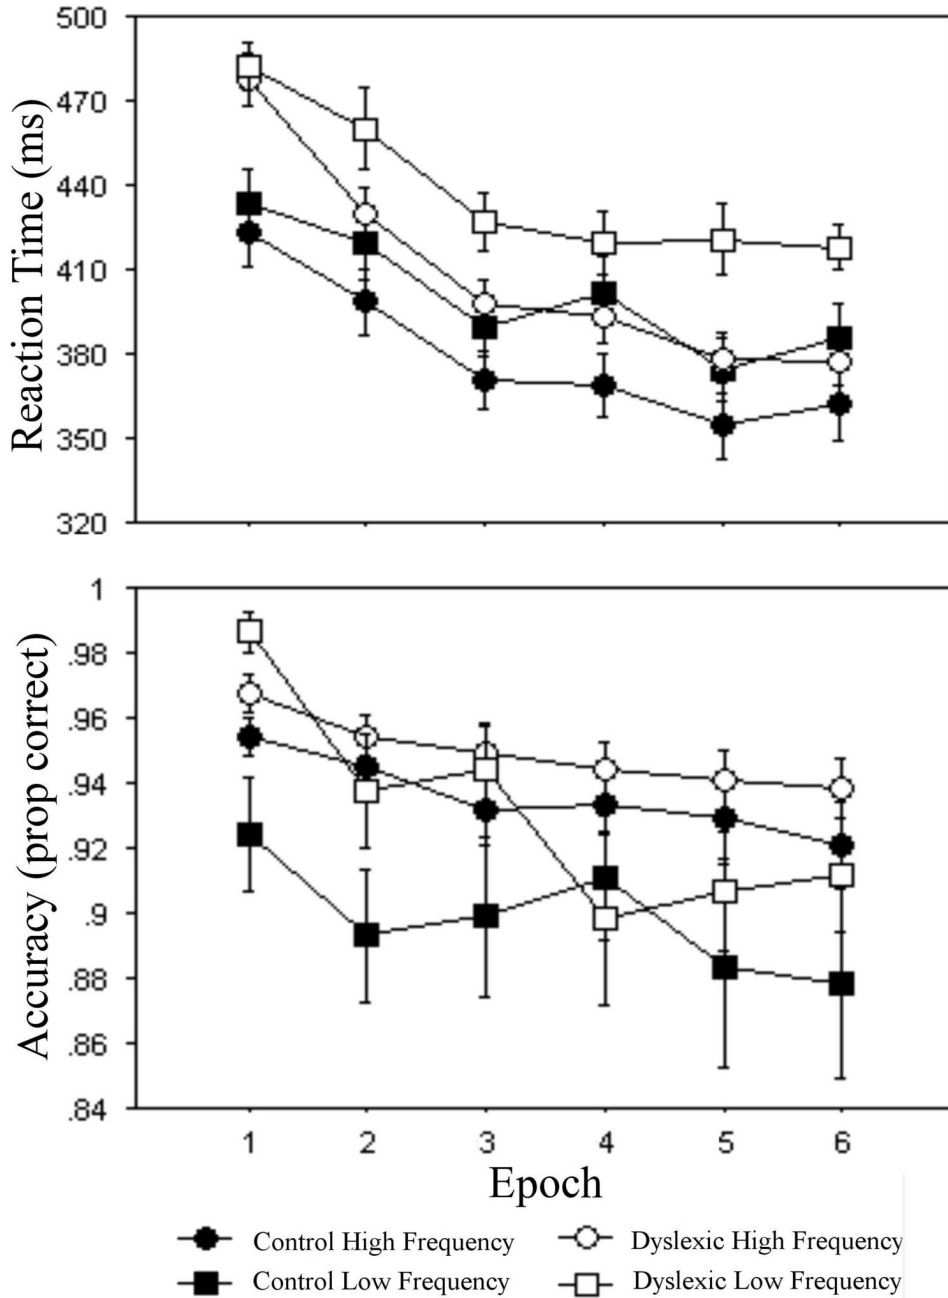 500
470
440
410
380
350
320
Reaction Time (ms)
1
.98
.96
.94
.92
.9
.88
.86
.84
Accuracy (prop correct)
1 2 3 4 5 6
Epoch
Control High Frequency Dyslexic High Frequency
Control Low Frequency Dyslexic Low Frequency